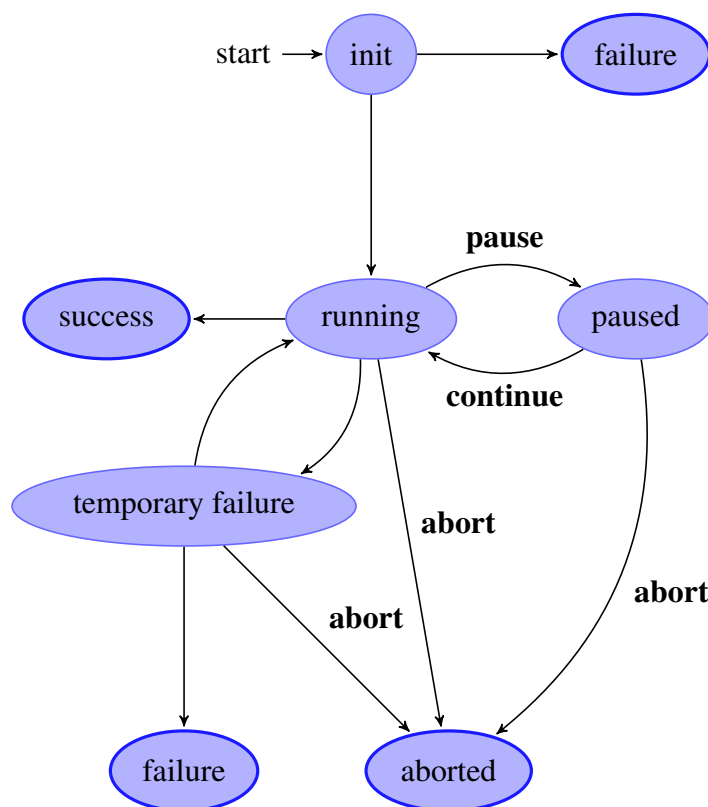 start
init
failure
pause
success
running
paused
continue
temporary failure
abort
abort
abort
failure
aborted